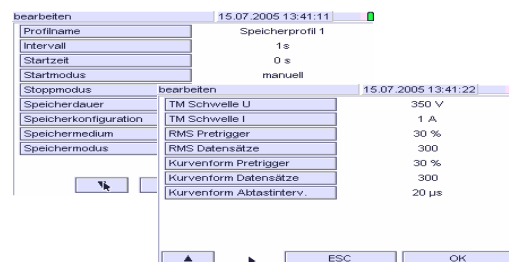 bearbeiten 15.07.2005 13:41:11
Profilname Speicherprofil 1
Intervall 1s
Startzeit 0 s
Startmodus manuell
Stoppmodus
Speicherdauer
Speicherkonfiguration
Speichermedium
Speichermodus
bearbeiten 15.07.2005 13:41:22
TM Schwelle U 350 V
TM Schwelle I 1 A
RMS Pretrigger 30 %
RMS Datensätze 300
Kurvenform Pretrigger 30 %
Kurvenform Datensätze 300
Kurvenform Abtastinterv. 20 µs
ESC OK